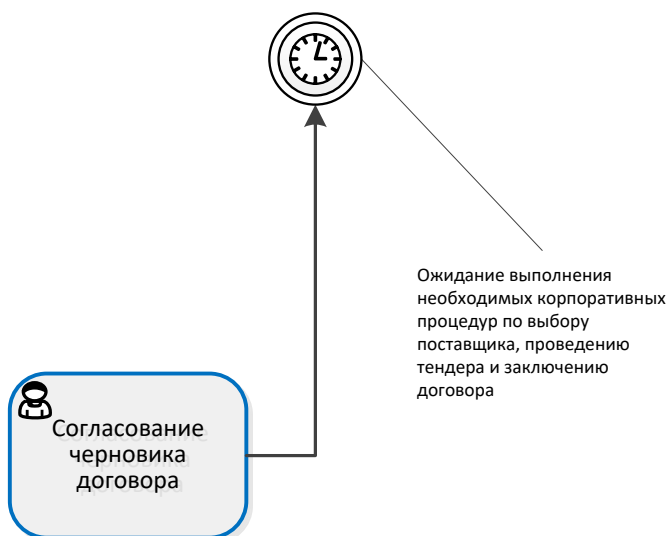 Ожидание выполнения
необходимых корпоративных
процедур по выбору
поставщика, проведению
тендера и заключению
договора
Согласование
черновика
договора